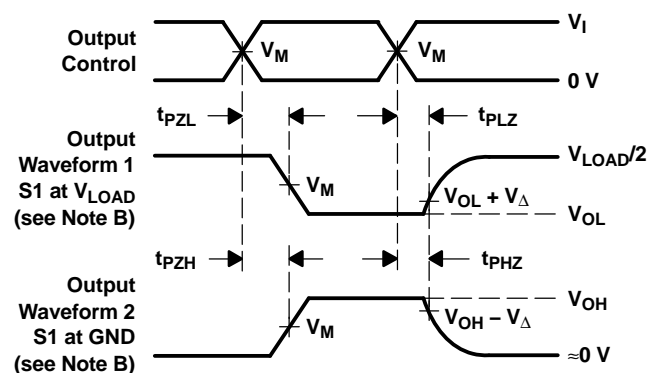 Output
Control
V_M
V_M
V_I
0 V
t_PZL
t_PLZ
Output
Waveform 1
S1 at V_LOAD
(see Note B)
V_M
V_LOAD/2
V_OL + V_Δ
V_OL
t_PZH
t_PHZ
Output
Waveform 2
S1 at GND
(see Note B)
V_M
V_OH
V_OH − V_Δ
≈0 V